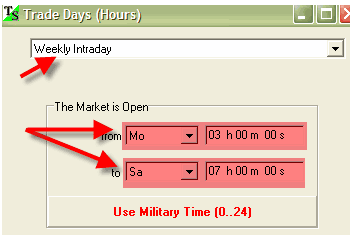 TS Trade Days (Hours)
Weekly Intraday
The Market is Open
from Mo 03 h 00 m 00 s
to Sa 07 h 00 m 00 s
Use Military Time (0..24)